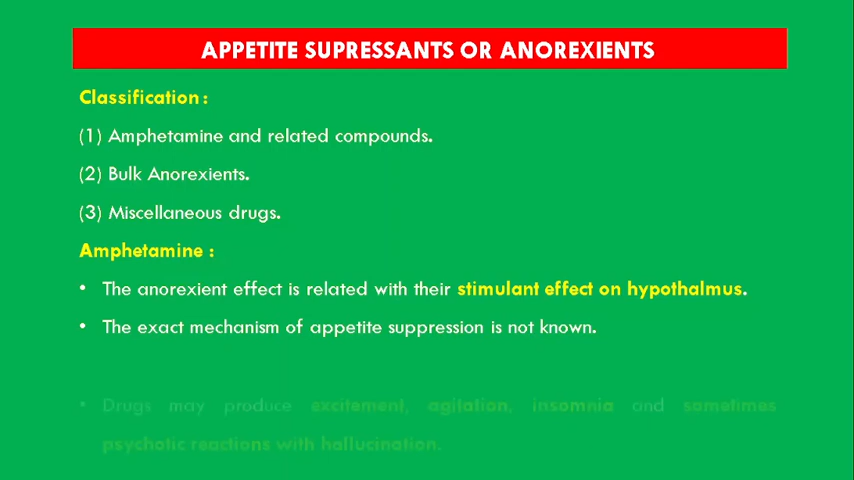 APPETITE SUPRESSANTS OR ANOREXIENTS
Classification :
(1) Amphetamine and related compounds.
(2) Bulk Anorexients.
(3) Miscellaneous drugs.
Amphetamine :
• The anorexient effect is related with their stimulant effect on hypothalmus.
• The exact mechanism of appetite suppression is not known.
• Drugs may produce excitement, agitation, insomnia and sometimes
psychotic reactions with hallucination.